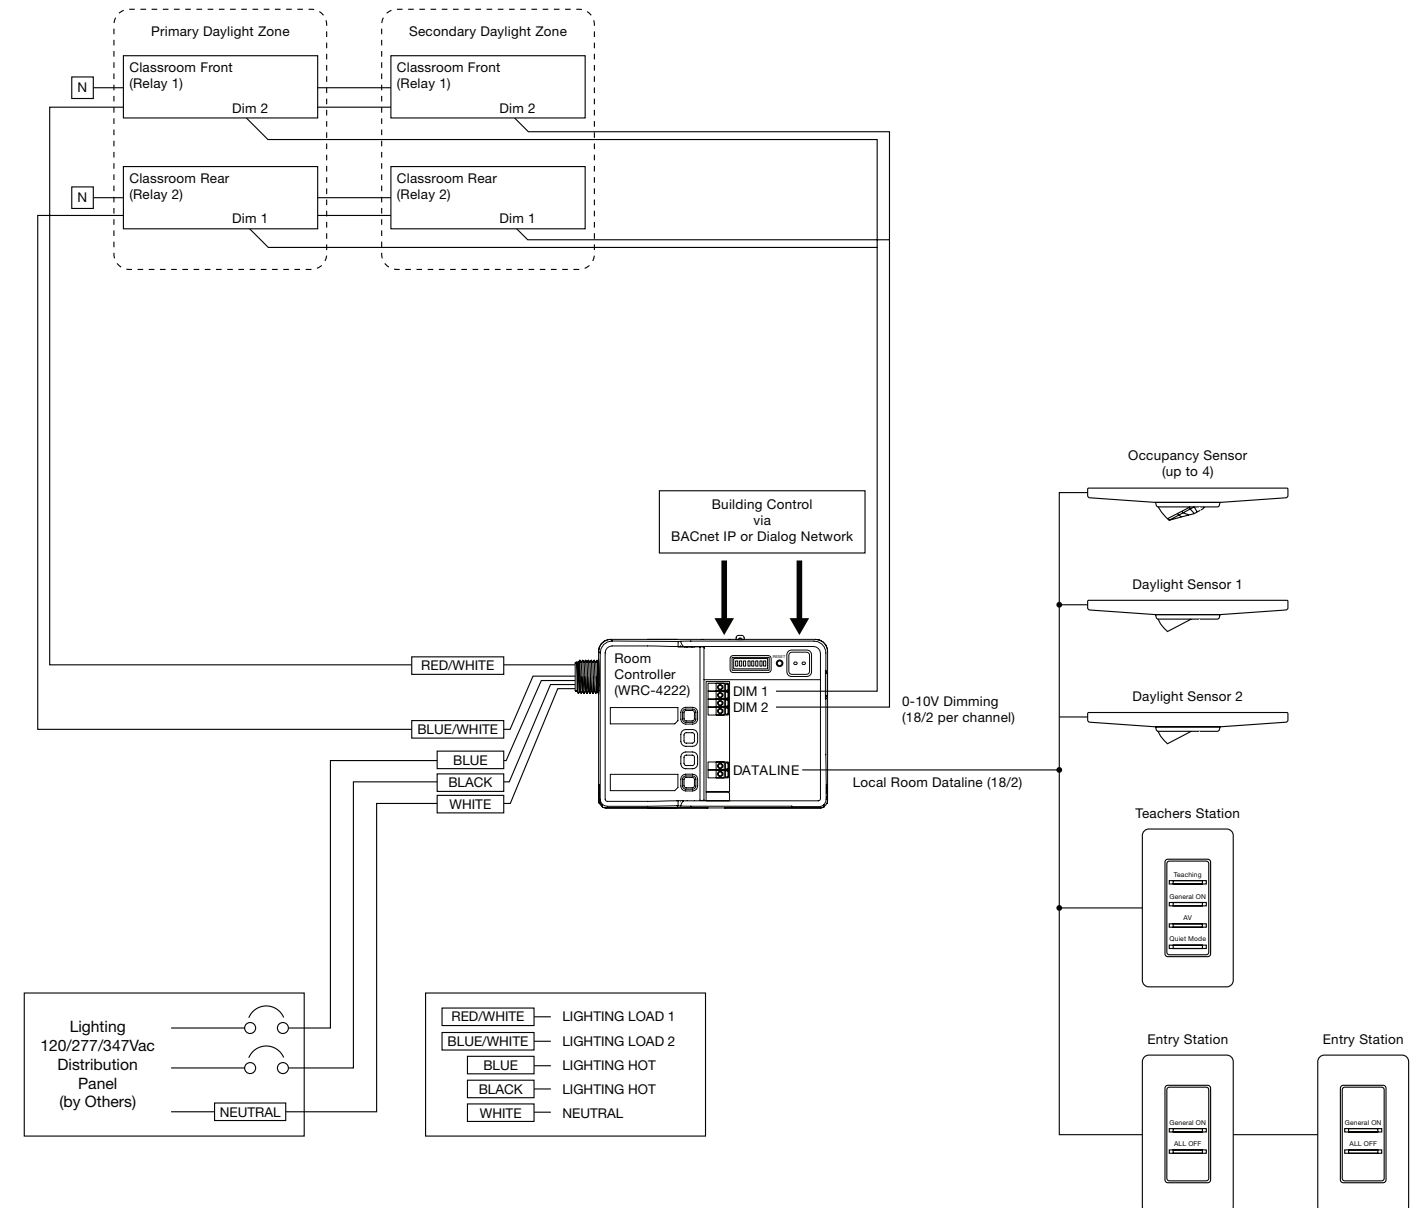 Primary Daylight Zone
Secondary Daylight Zone
Classroom Front
(Relay 1)
Dim 2
Classroom Front
(Relay 1)
Dim 2
N
Classroom Rear
(Relay 2)
Dim 1
Classroom Rear
(Relay 2)
Dim 1
N
Occupancy Sensor
(up to 4)
Building Control
via
BACnet IP or Dialog Network
Daylight Sensor 1
RED/WHITE
Room
Controller
(WRC-4222)
RESET
DIM 1
DIM 2
0-10V Dimming
(18/2 per channel)
Daylight Sensor 2
BLUE/WHITE
BLUE
BLACK
WHITE
DATALINE
Local Room Dataline (18/2)
Teachers Station
Teaching
General ON
AV
Quiet Mode
Lighting
120/277/347Vac
Distribution
Panel
(by Others)
NEUTRAL
RED/WHITE LIGHTING LOAD 1
BLUE/WHITE LIGHTING LOAD 2
BLUE LIGHTING HOT
BLACK LIGHTING HOT
WHITE NEUTRAL
Entry Station
General ON
ALL OFF
Entry Station
General ON
ALL OFF